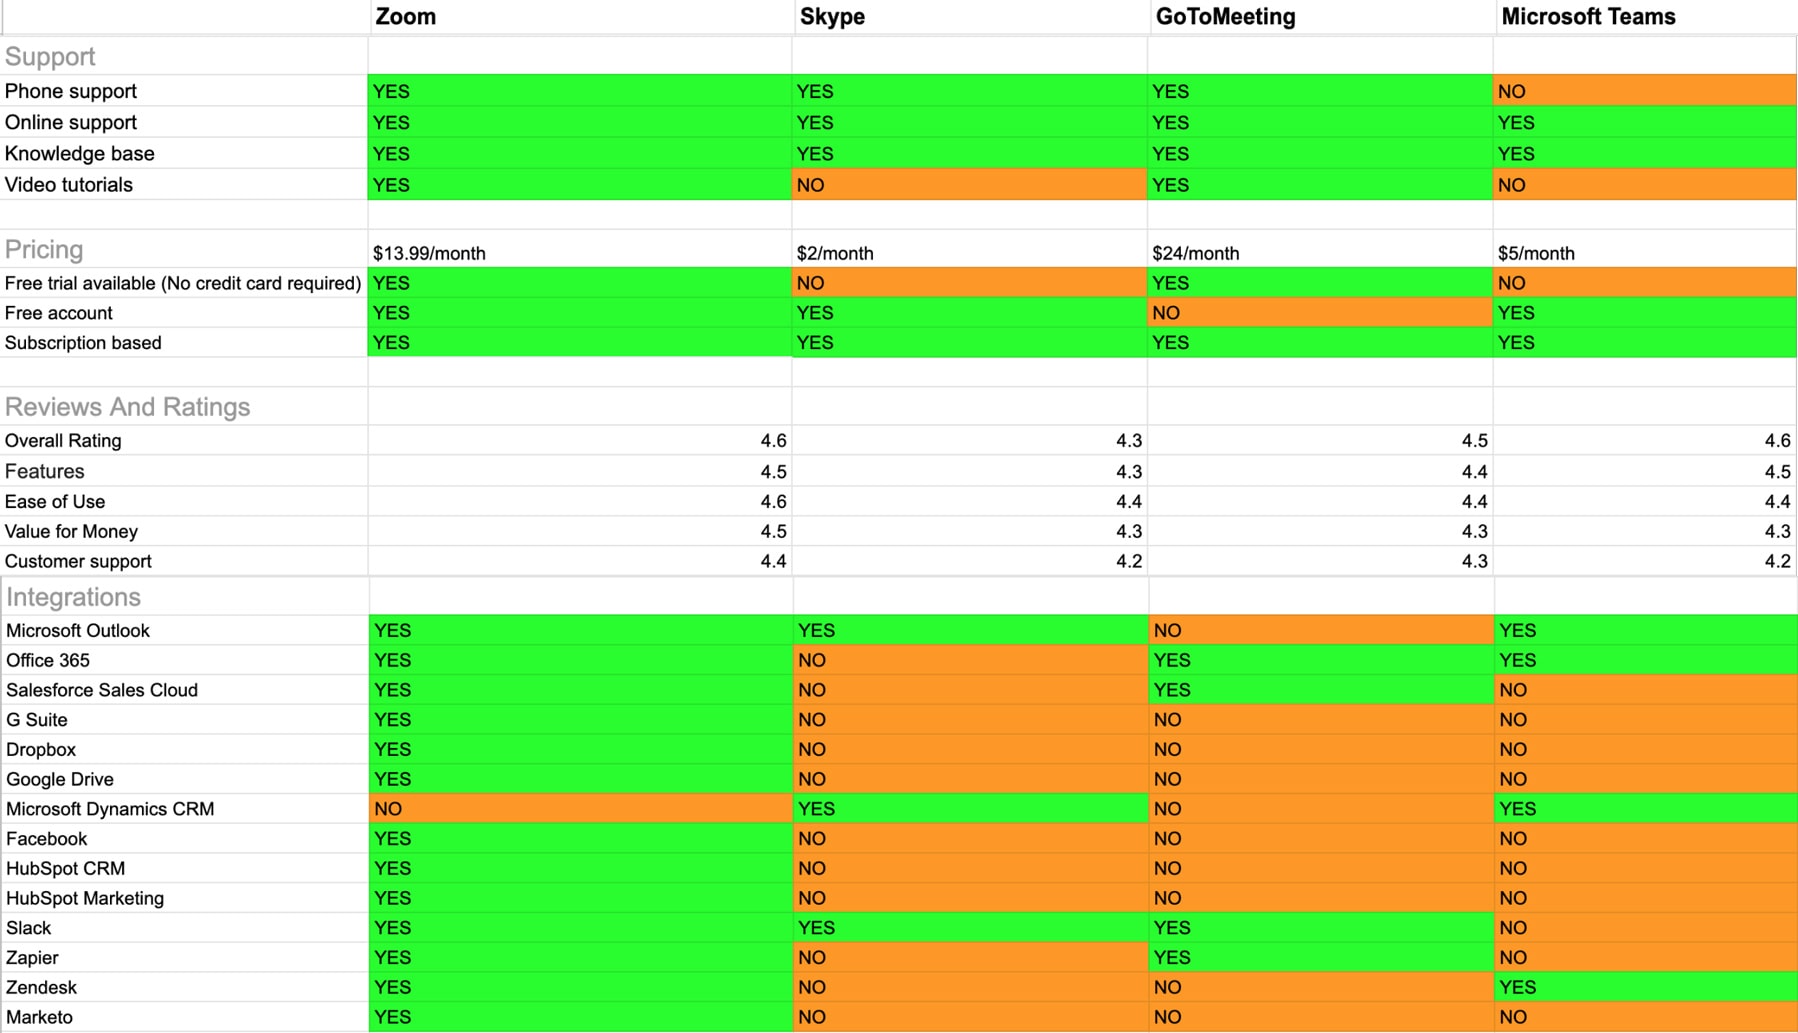 Zoom Skype GoToMeeting Microsoft Teams
Support
Phone support YES YES YES NO
Online support YES YES YES YES
Knowledge base YES YES YES YES
Video tutorials YES NO YES NO
Pricing $13.99/month $2/month $24/month $5/month
Free trial available (No credit card required) YES NO YES NO
Free account YES YES NO YES
Subscription based YES YES YES YES
Reviews And Ratings
Overall Rating 4.6 4.3 4.5 4.6
Features 4.5 4.3 4.4 4.5
Ease of Use 4.6 4.4 4.4 4.4
Value for Money 4.5 4.3 4.3 4.3
Customer support 4.4 4.2 4.3 4.2
Integrations
Microsoft Outlook YES YES NO YES
Office 365 YES NO YES YES
Salesforce Sales Cloud YES NO YES NO
G Suite YES NO NO NO
Dropbox YES NO NO NO
Google Drive YES NO NO NO
Microsoft Dynamics CRM NO YES NO YES
Facebook YES NO NO NO
HubSpot CRM YES NO NO NO
HubSpot Marketing YES NO NO NO
Slack YES YES YES NO
Zapier YES NO YES NO
Zendesk YES NO NO YES
Marketo YES NO NO NO